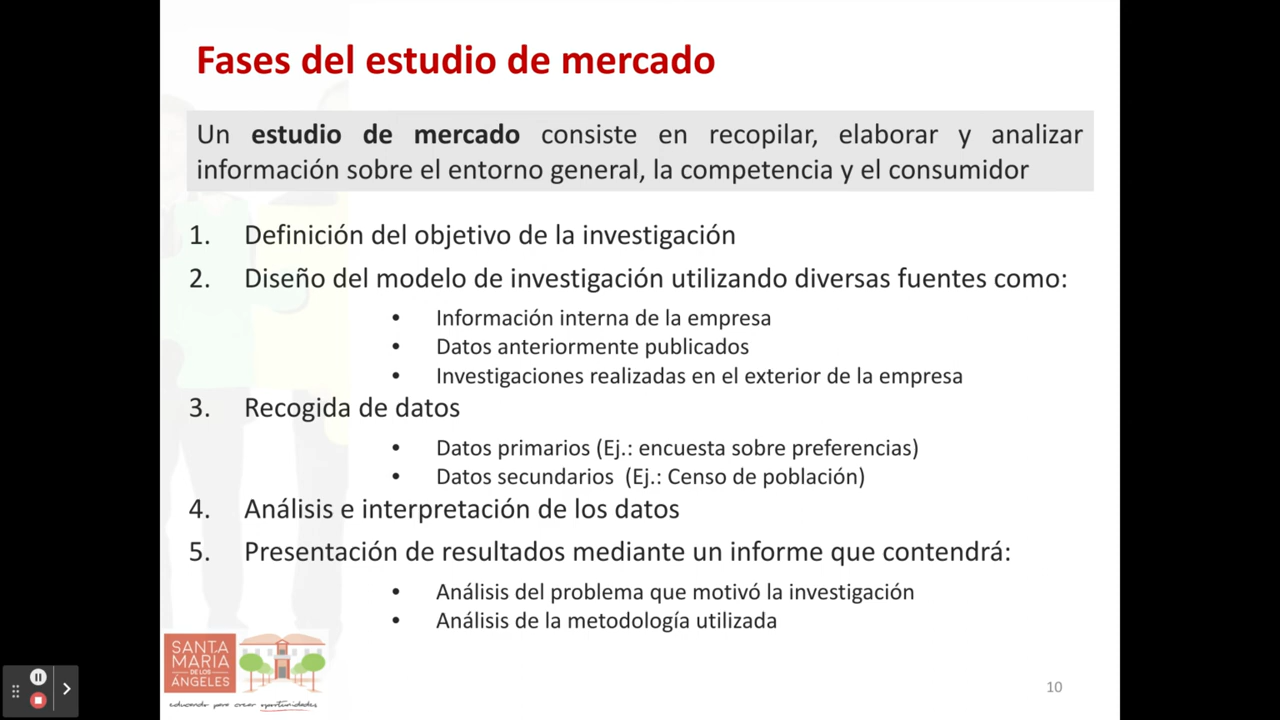 Fases del estudio de mercado
Un estudio de mercado consiste en recopilar, elaborar y analizar
información sobre el entorno general, la competencia y el consumidor
1. Definición del objetivo de la investigación
2. Diseño del modelo de investigación utilizando diversas fuentes como:
• Información interna de la empresa
• Datos anteriormente publicados
• Investigaciones realizadas en el exterior de la empresa
3. Recogida de datos
• Datos primarios (Ej.: encuesta sobre preferencias)
• Datos secundarios (Ej.: Censo de población)
4. Análisis e interpretación de los datos
5. Presentación de resultados mediante un informe que contendrá:
• Análisis del problema que motivó la investigación
• Análisis de la metodología utilizada
SANTA
MARIA
DE LOS
ÁNGELES
educando para crear oportunidades
10